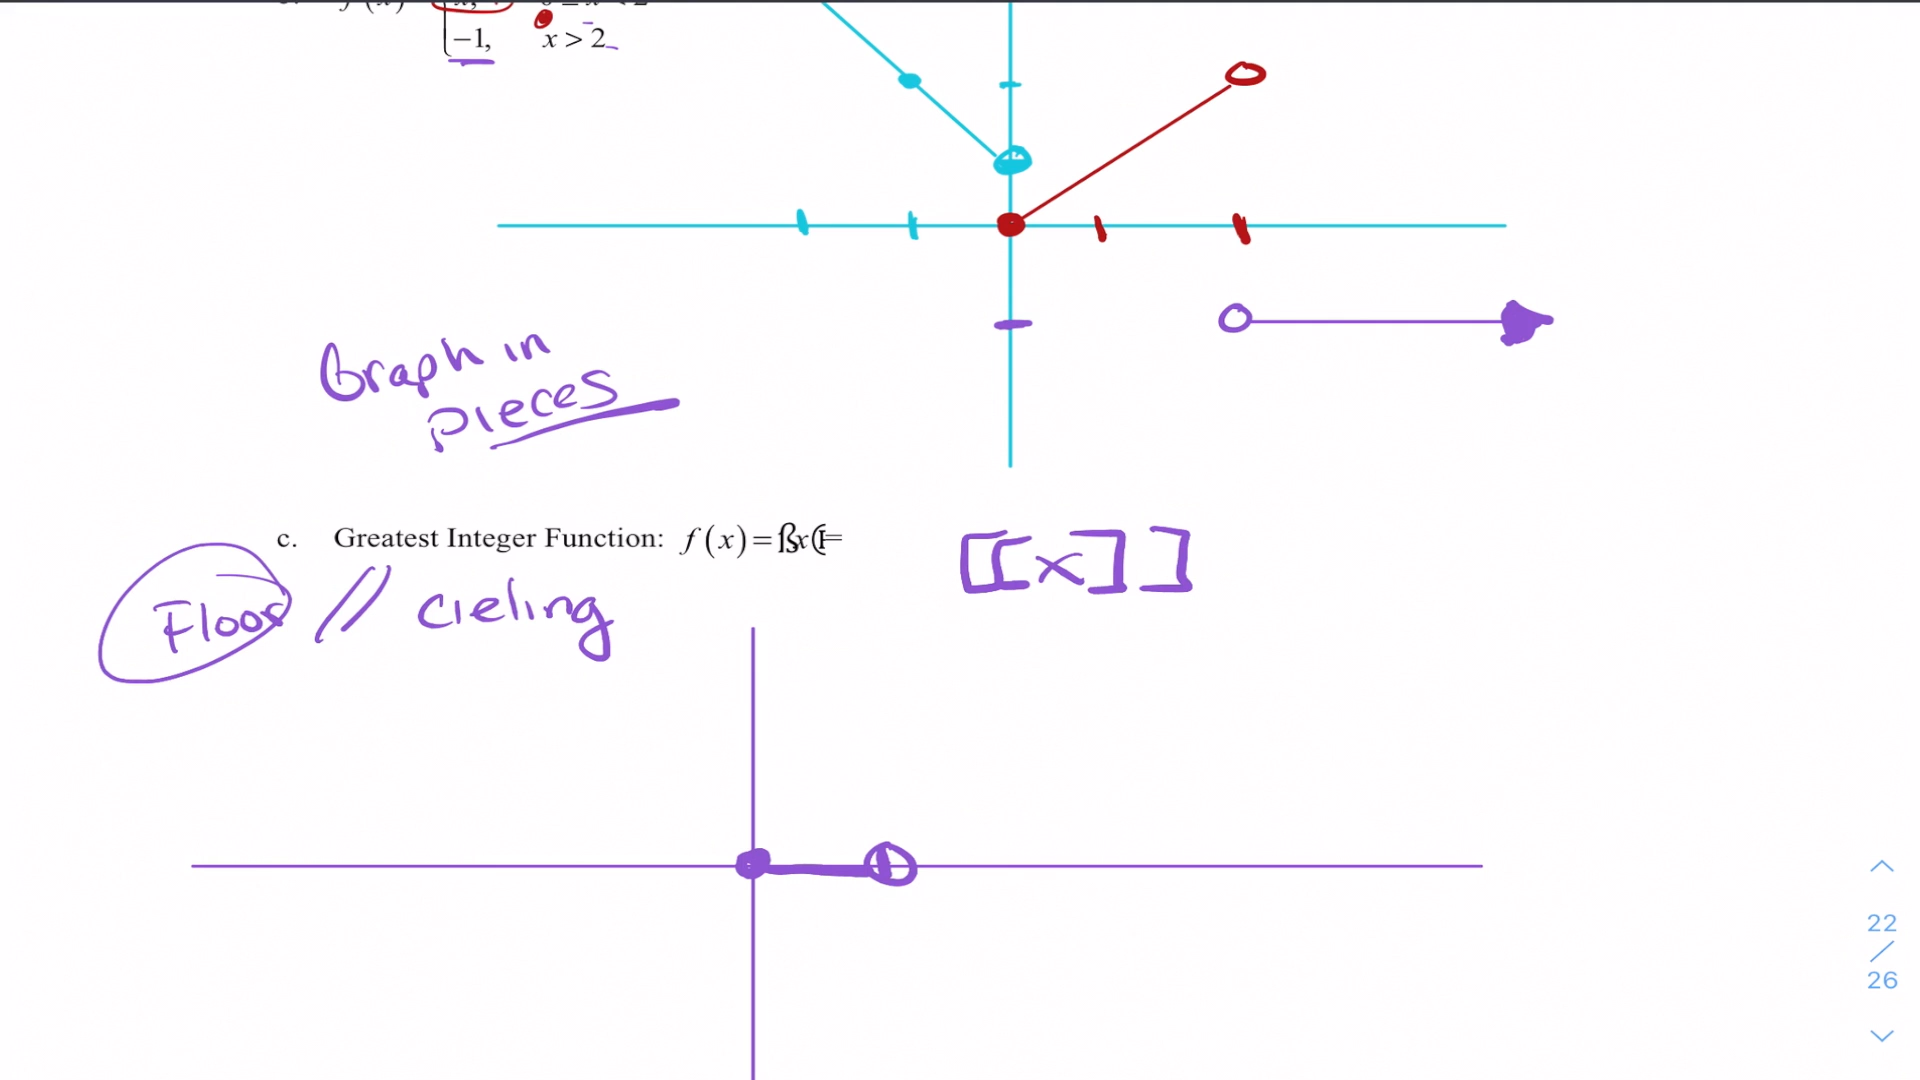 −1, x > 2
Graph in
pieces
c. Greatest Integer Function: f(x)=
[[x]]
Floor // cieling
22
/
26